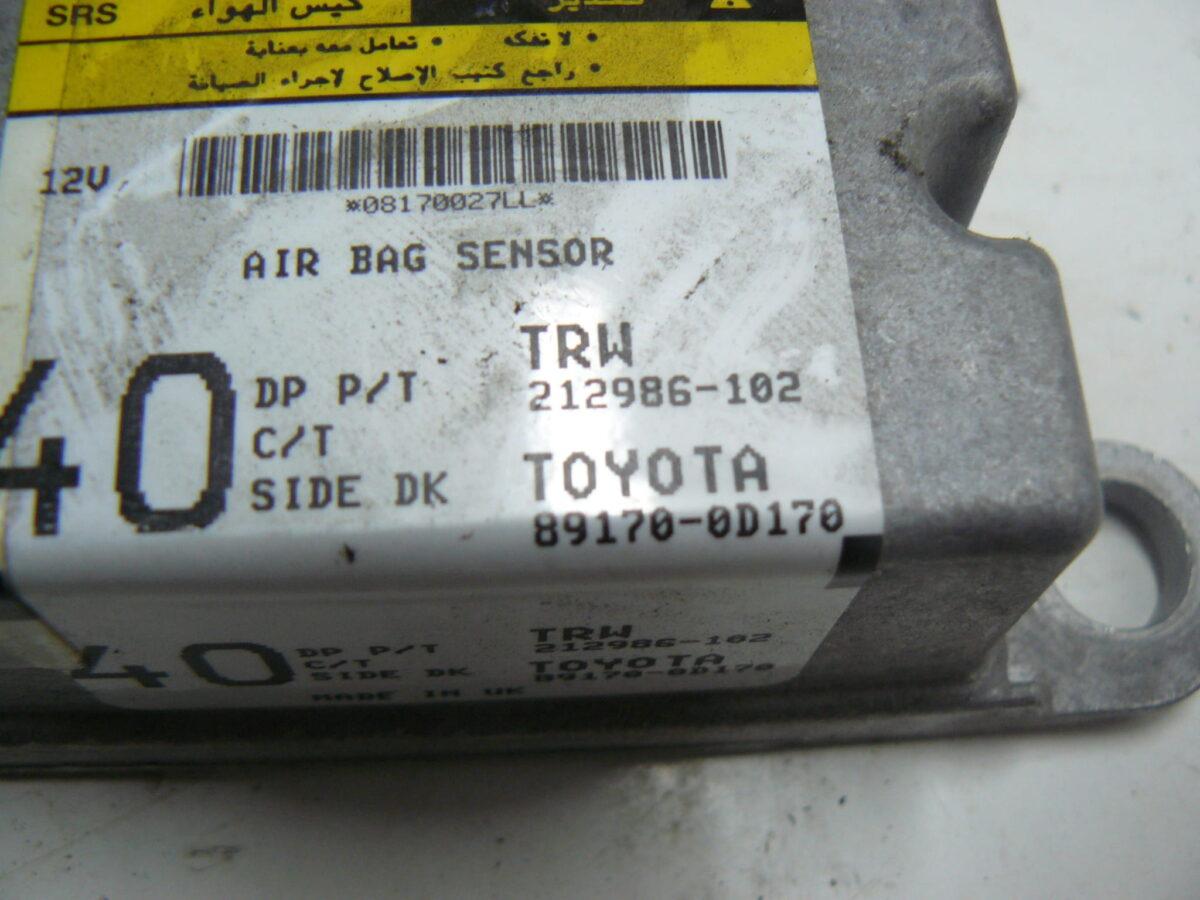 SRS كيس الهواء تحذير
• لا تفكه • تعامل معه بعناية
• راجع كتيب الإصلاح لاجراء الصيانة
12V
*08170027LL*
AIR BAG SENSOR
40
TRW
DP P/T 212986-102
C/T
TOYOTA
SIDE DK
89170-0D170
40
TRW
DP P/T 212986-102
C/T TOYOTA
SIDE DK 89170-0D170
MADE IN UK